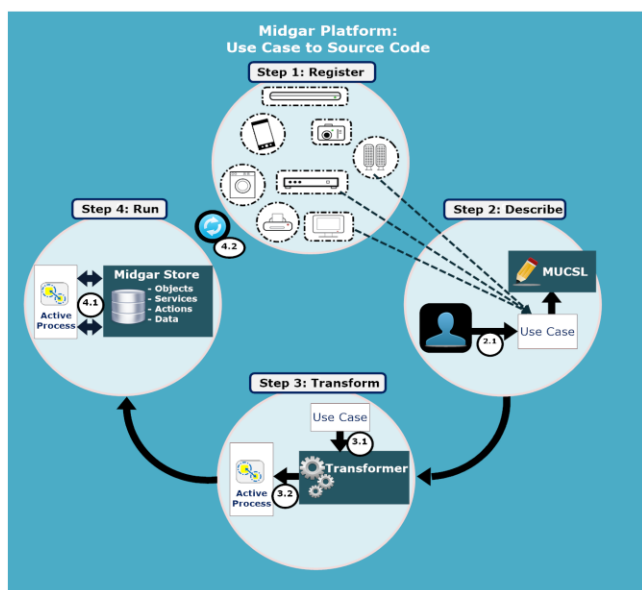 Midgar Platform:
Use Case to Source Code
Step 1: Register
Step 4: Run
4.2
Step 2: Describe
Midgar Store
- Objects
- Services
- Actions
- Data
4.1
Active
Process
MUCSL
2.1
Use Case
Step 3: Transform
Use Case
3.1
Transformer
3.2
Active
Process